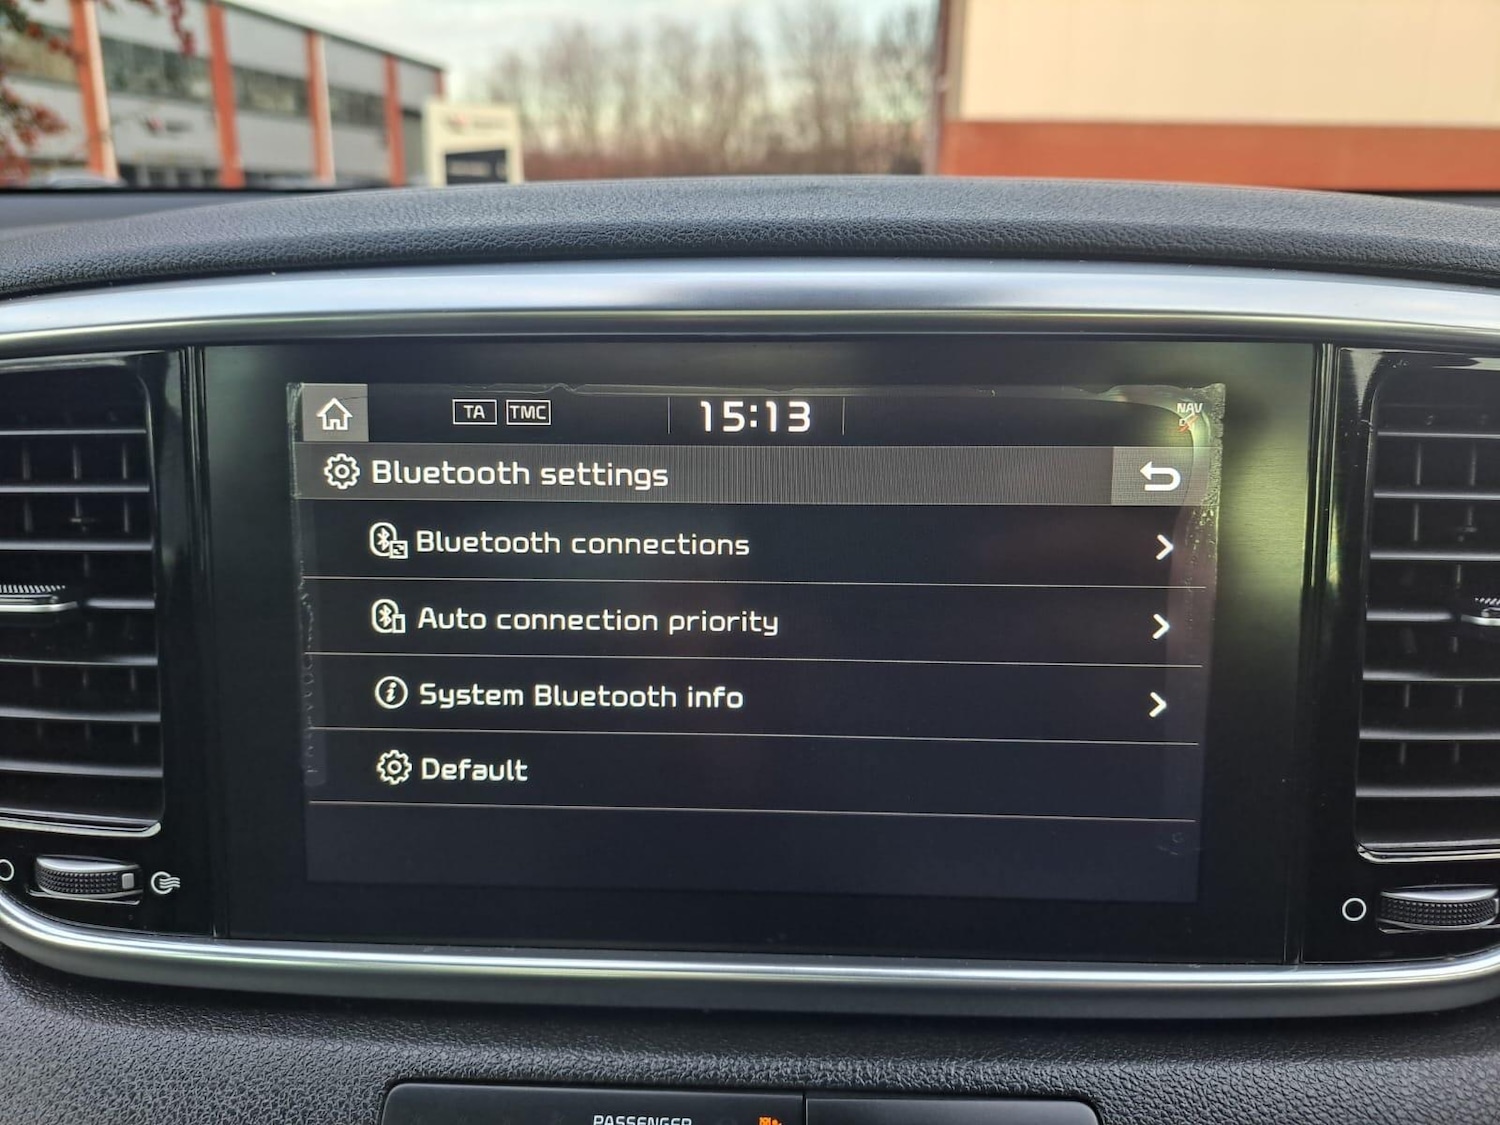 TA TMC 15:13 NAV
Bluetooth settings
Bluetooth connections
Auto connection priority
System Bluetooth info
Default
PASSENGER